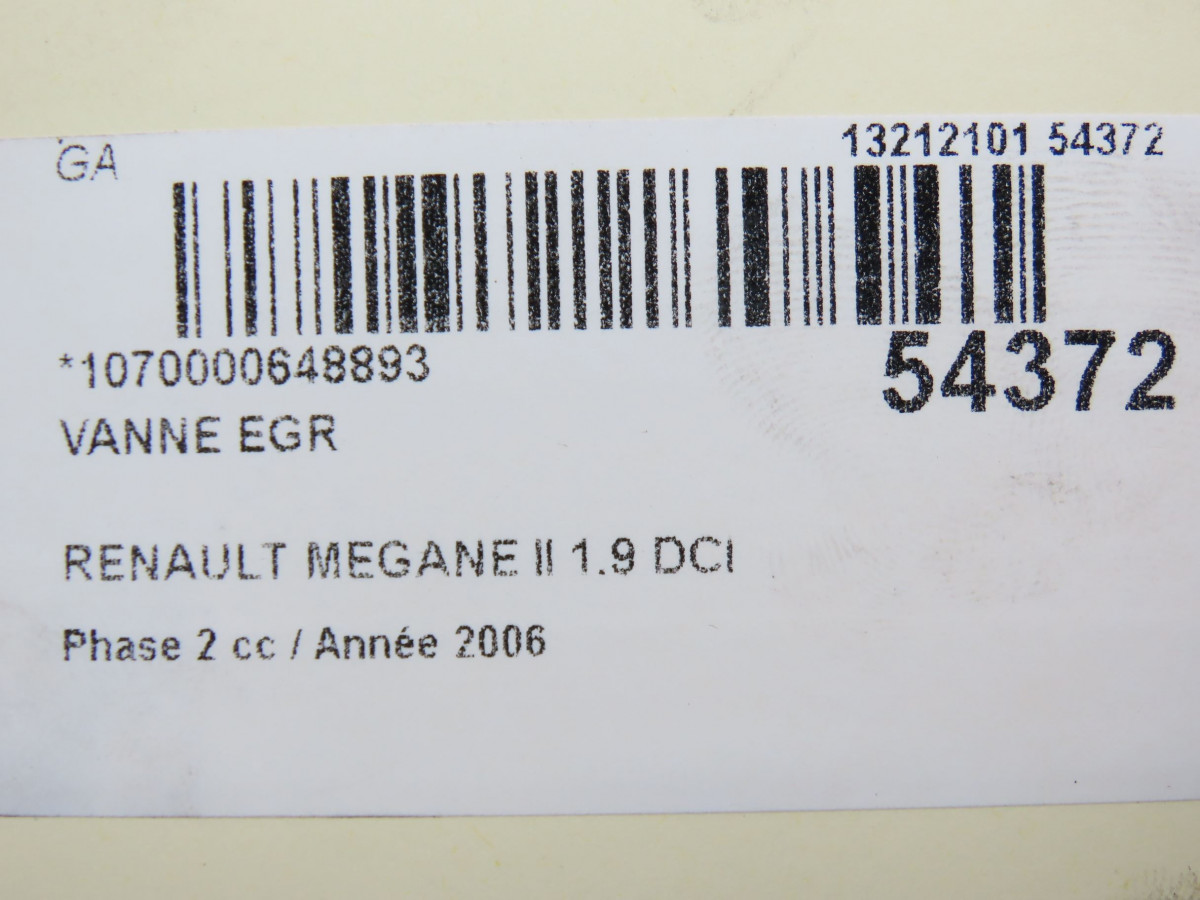 GA
13212101 54372
*1070000648893
54372
VANNE EGR
RENAULT MEGANE II 1.9 DCI
Phase 2 cc / Année 2006